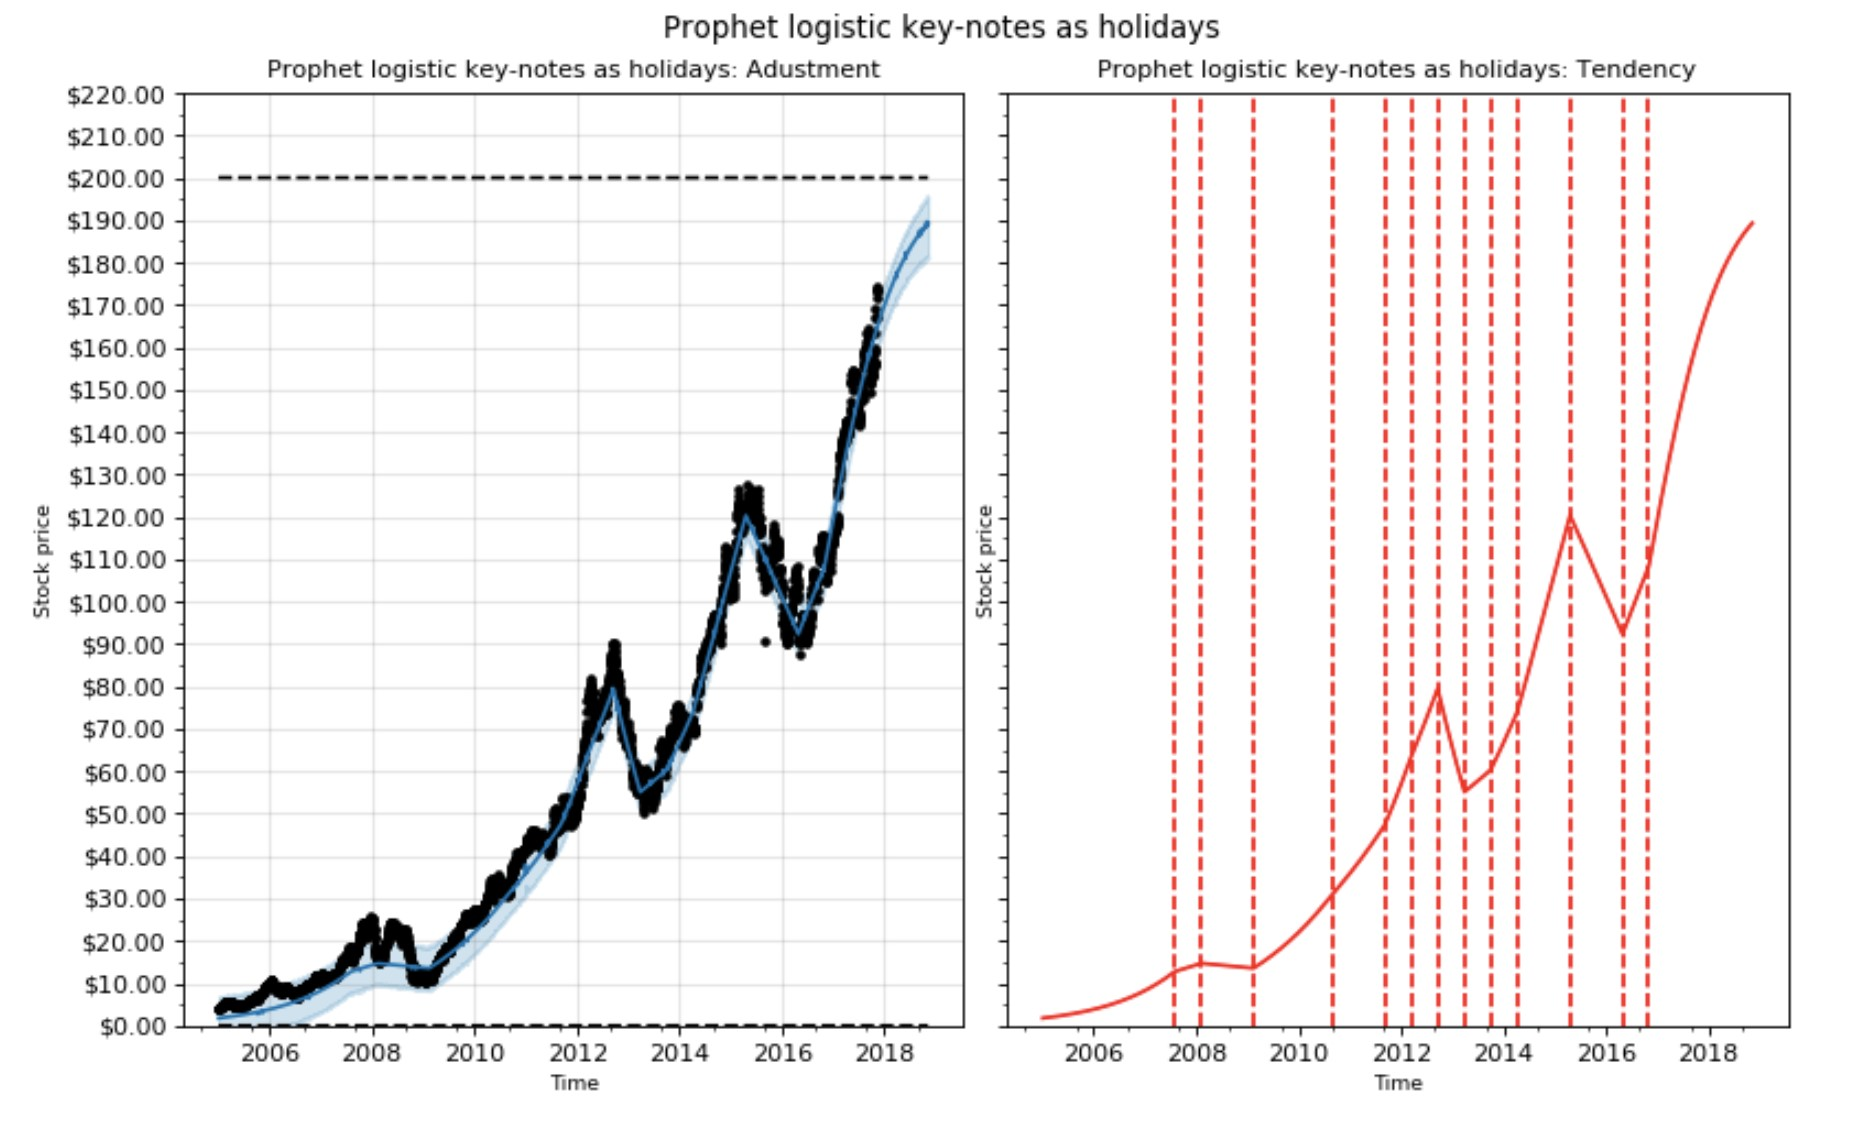 Prophet logistic key-notes as holidays
Prophet logistic key-notes as holidays: Adustment
$220.00
$210.00
$200.00
$190.00
$180.00
$170.00
$160.00
$150.00
$140.00
$130.00
$120.00
$110.00
$100.00
$90.00
$80.00
$70.00
$60.00
$50.00
$40.00
$30.00
$20.00
$10.00
$0.00
Stock price
2006 2008 2010 2012 2014 2016 2018
Time
Prophet logistic key-notes as holidays: Tendency
Stock price
2006 2008 2010 2012 2014 2016 2018
Time